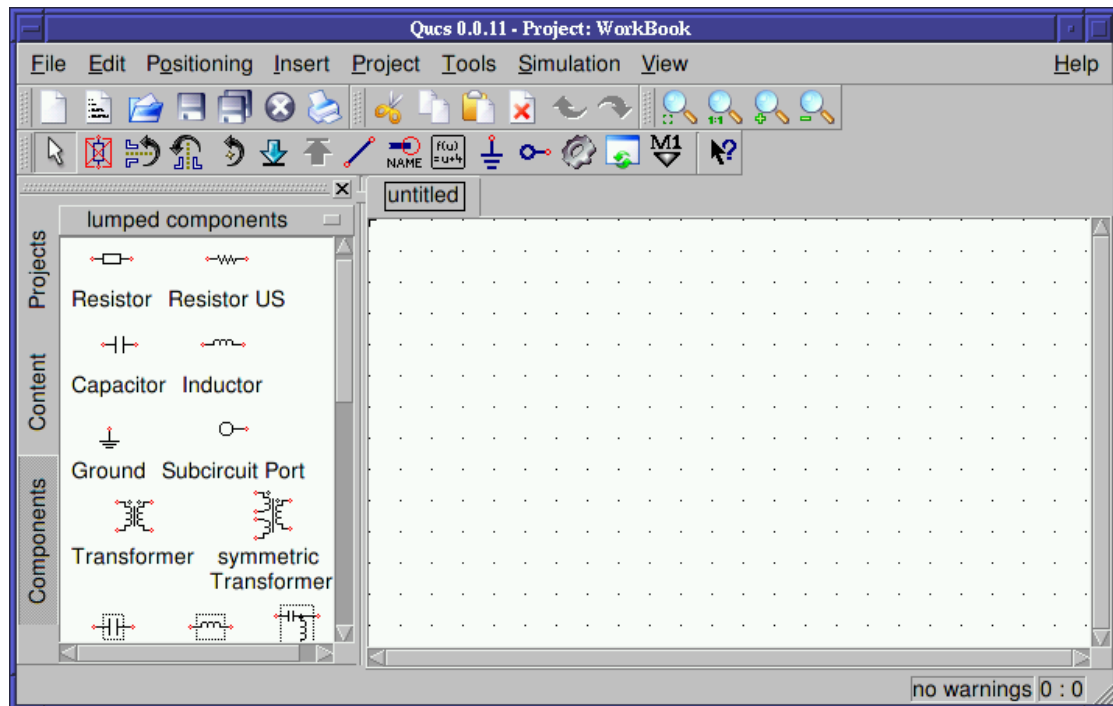 Qucs 0.0.11 - Project: WorkBook
File Edit Positioning Insert Project Tools Simulation View Help
1:1
NAME f(u) =u+4 M1 ?
untitled
lumped components
Projects
Resistor Resistor US
Content
Capacitor Inductor
Ground Subcircuit Port
Components
Transformer symmetric Transformer
no warnings 0 : 0